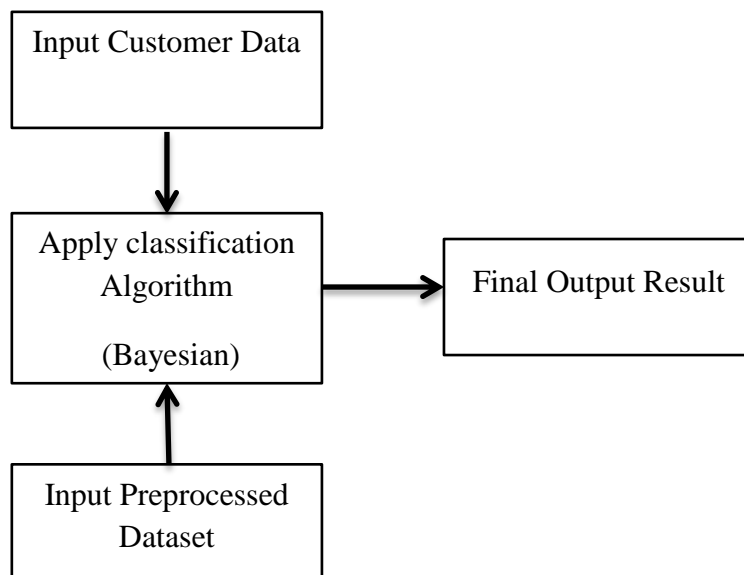 Input Customer Data
Apply classification
Algorithm
(Bayesian)
Final Output Result
Input Preprocessed
Dataset